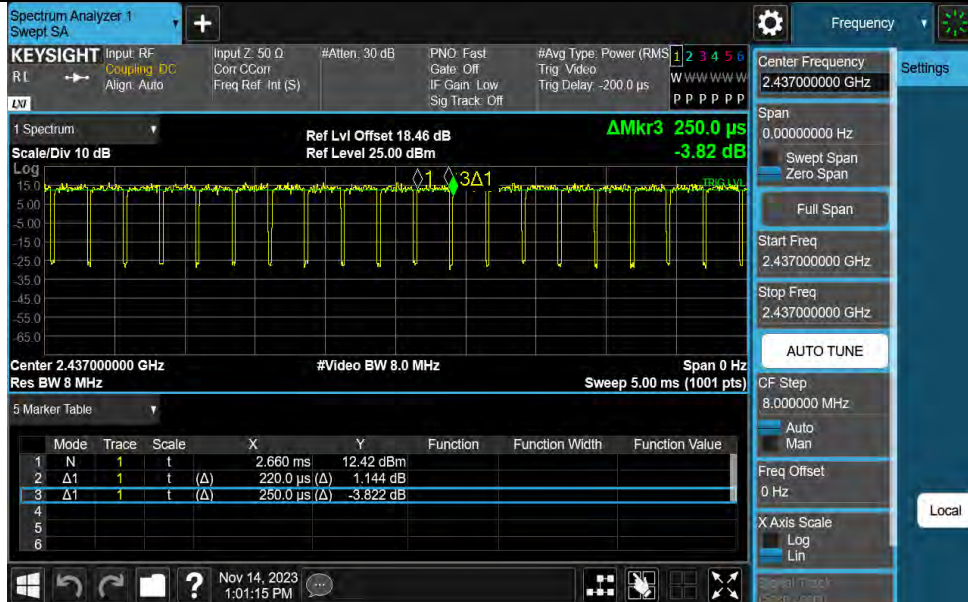 Spectrum Analyzer 1
Swept SA
+
Frequency
KEYSIGHT Input: RF Input Z: 50 Ω #Atten: 30 dB PNO: Fast #Avg Type: Power (RMS 1 2 3 4 5 6
Coupling: DC Corr CCorr Gate: Off Trig: Video
RL Align: Auto Freq Ref: Int (S) IF Gain: Low Trig Delay: -200.0 µs W W W W W W
Sig Track: Off
LXI P P P P P P
1 Spectrum
Ref Lvl Offset 18.46 dB ΔMkr3 250.0 µs
Scale/Div 10 dB Ref Level 25.00 dBm -3.82 dB
Log
◊1 ◊3Δ1
15.0 TRIG LVL
5.00
-5.00
-15.0
-25.0
-35.0
-45.0
-55.0
-65.0
Center 2.437000000 GHz #Video BW 8.0 MHz Span 0 Hz
Res BW 8 MHz Sweep 5.00 ms (1001 pts)
5 Marker Table
Mode Trace Scale X Y Function Function Width Function Value
1 N 1 t 2.660 ms 12.42 dBm
2 Δ1 1 t (Δ) 220.0 µs (Δ) 1.144 dB
3 Δ1 1 t (Δ) 250.0 µs (Δ) -3.822 dB
4
5
6
?
Nov 14, 2023
1:01:15 PM
Center Frequency
2.437000000 GHz
Span
0.00000000 Hz
Swept Span
Zero Span
Full Span
Start Freq
2.437000000 GHz
Stop Freq
2.437000000 GHz
AUTO TUNE
CF Step
8.000000 MHz
Auto
Man
Freq Offset
0 Hz
X Axis Scale
Log
Lin
Signal Track
(Span Zoom)
Settings
Local